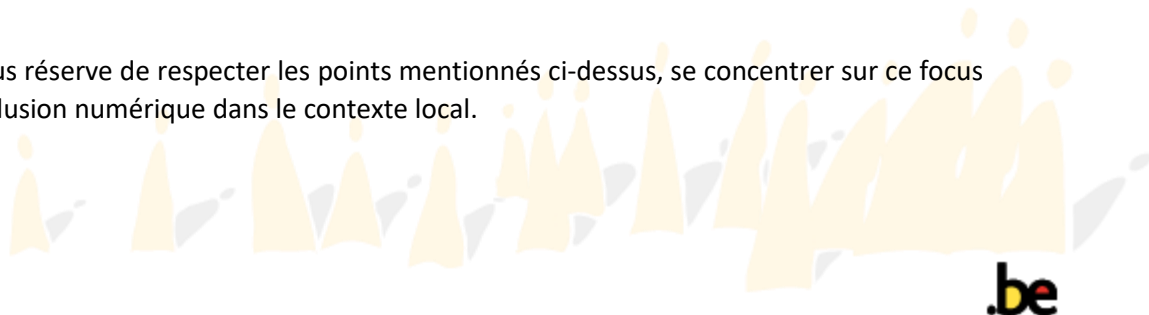 us réserve de respecter les points mentionnés ci-dessus, se concentrer sur ce focus
lusion numérique dans le contexte local.
.be